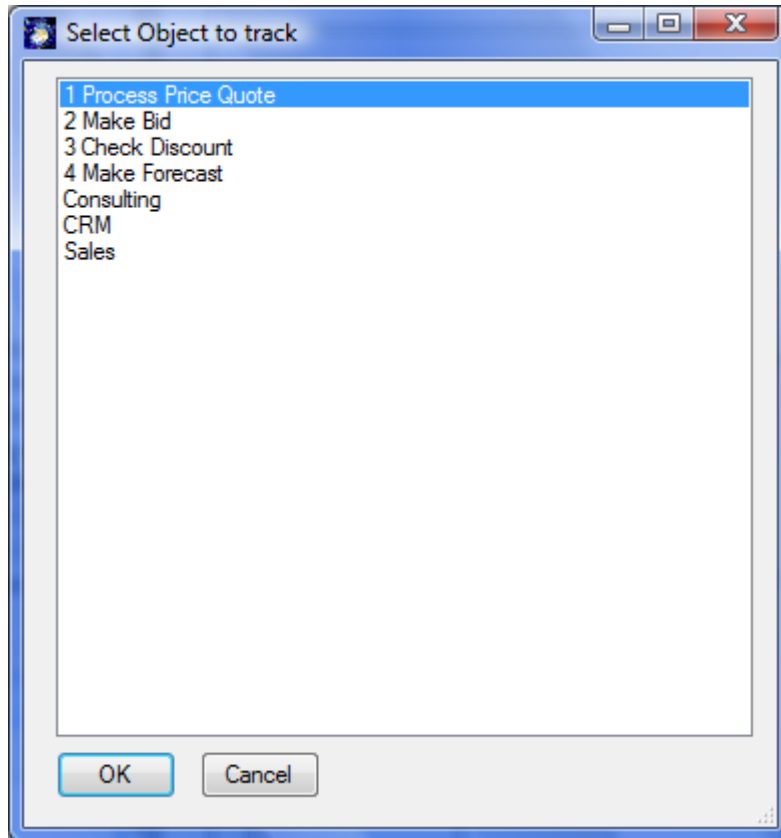 Select Object to track
1 Process Price Quote
2 Make Bid
3 Check Discount
4 Make Forecast
Consulting
CRM
Sales
OK
Cancel